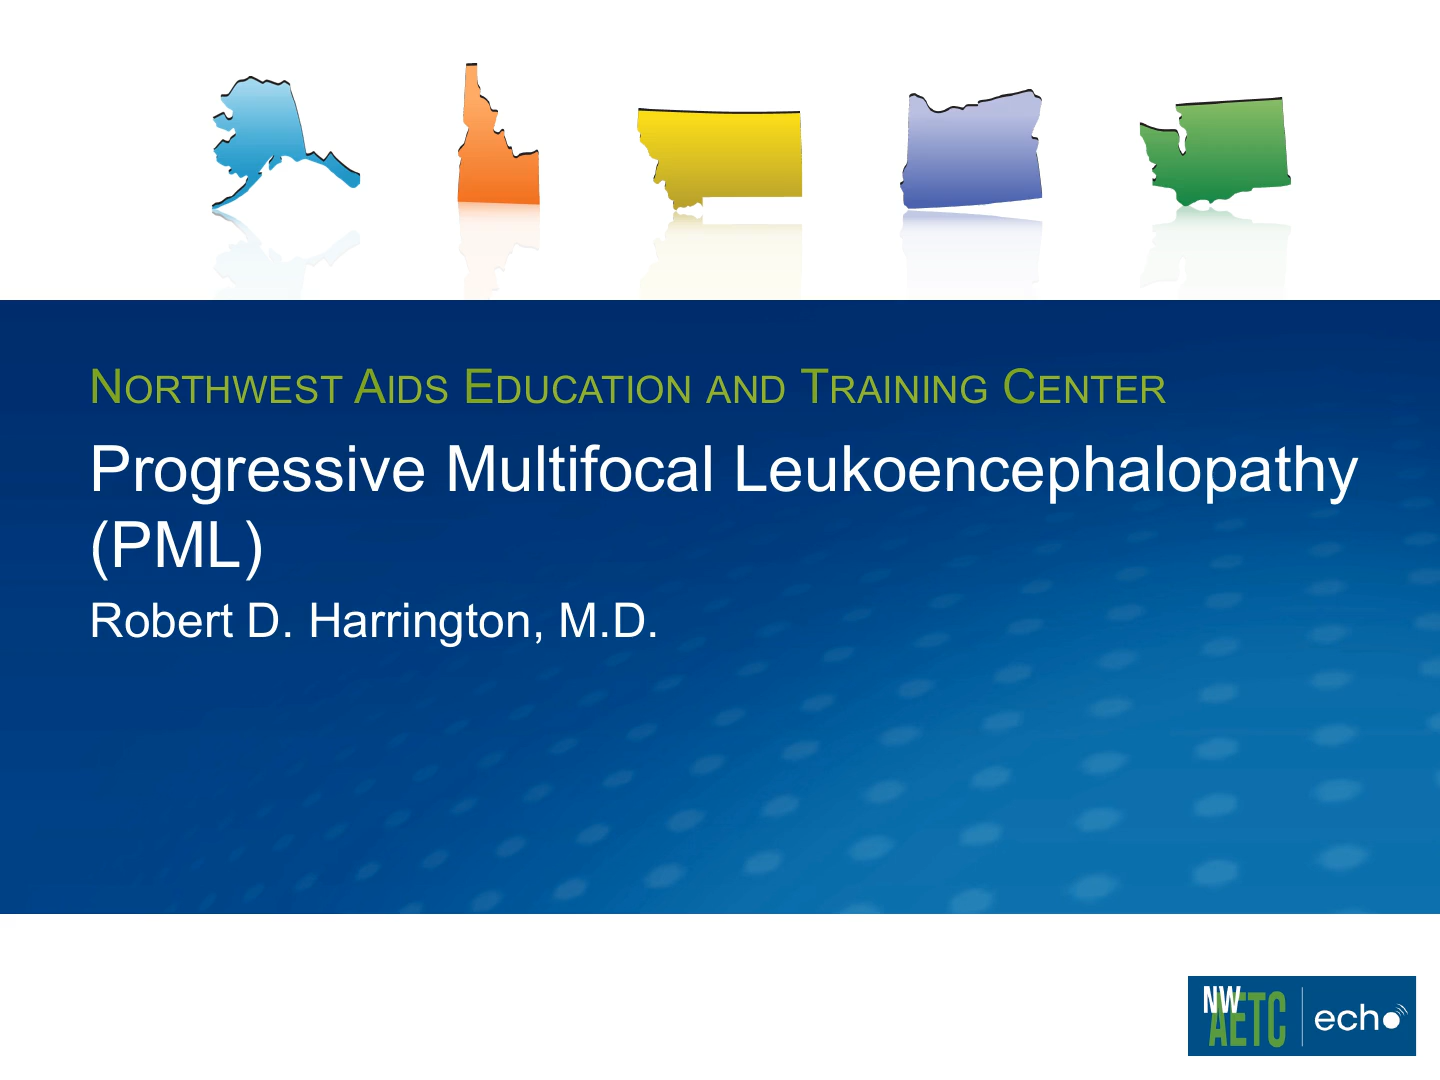 NORTHWEST AIDS EDUCATION AND TRAINING CENTER
Progressive Multifocal Leukoencephalopathy
(PML)
Robert D. Harrington, M.D.
NW
AETC
echo